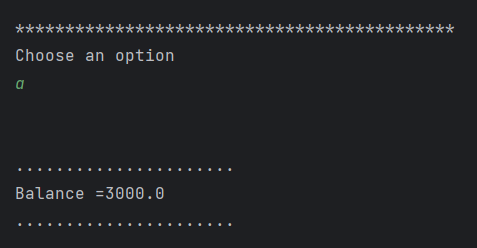 ********************************************
Choose an option
a
......................
Balance =3000.0
......................